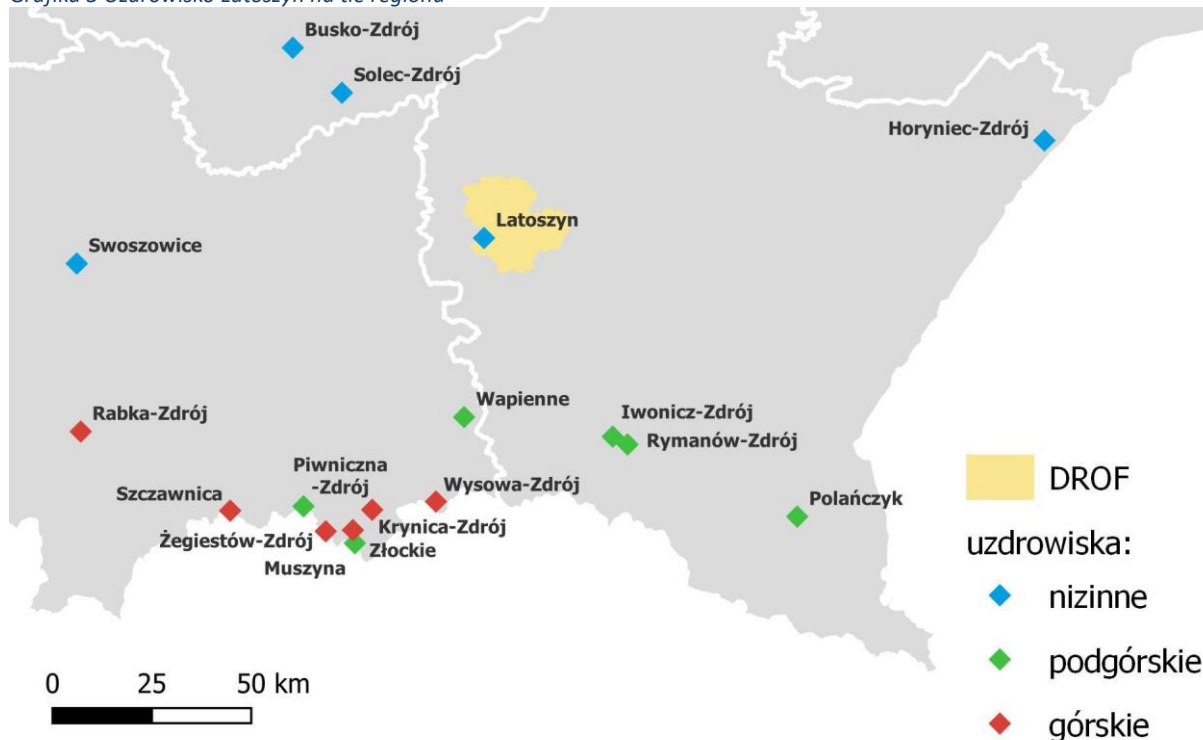 Grafika 3 Uzdrowisko Latoszyn na tle regionu
Busko-Zdrój
Solec-Zdrój
Horyniec-Zdrój
Latoszyn
Swoszowice
Rabka-Zdrój
Wapienne
Iwonicz-Zdrój
Rymanów-Zdrój
Piwniczna
-Zdrój
Szczawnica
Wysowa-Zdrój
Polańczyk
Krynica-Zdrój
Żegiestów-Zdrój
Złockie
Muszyna
DROF
uzdrowiska:
nizinne
podgórskie
górskie
0 25 50 km